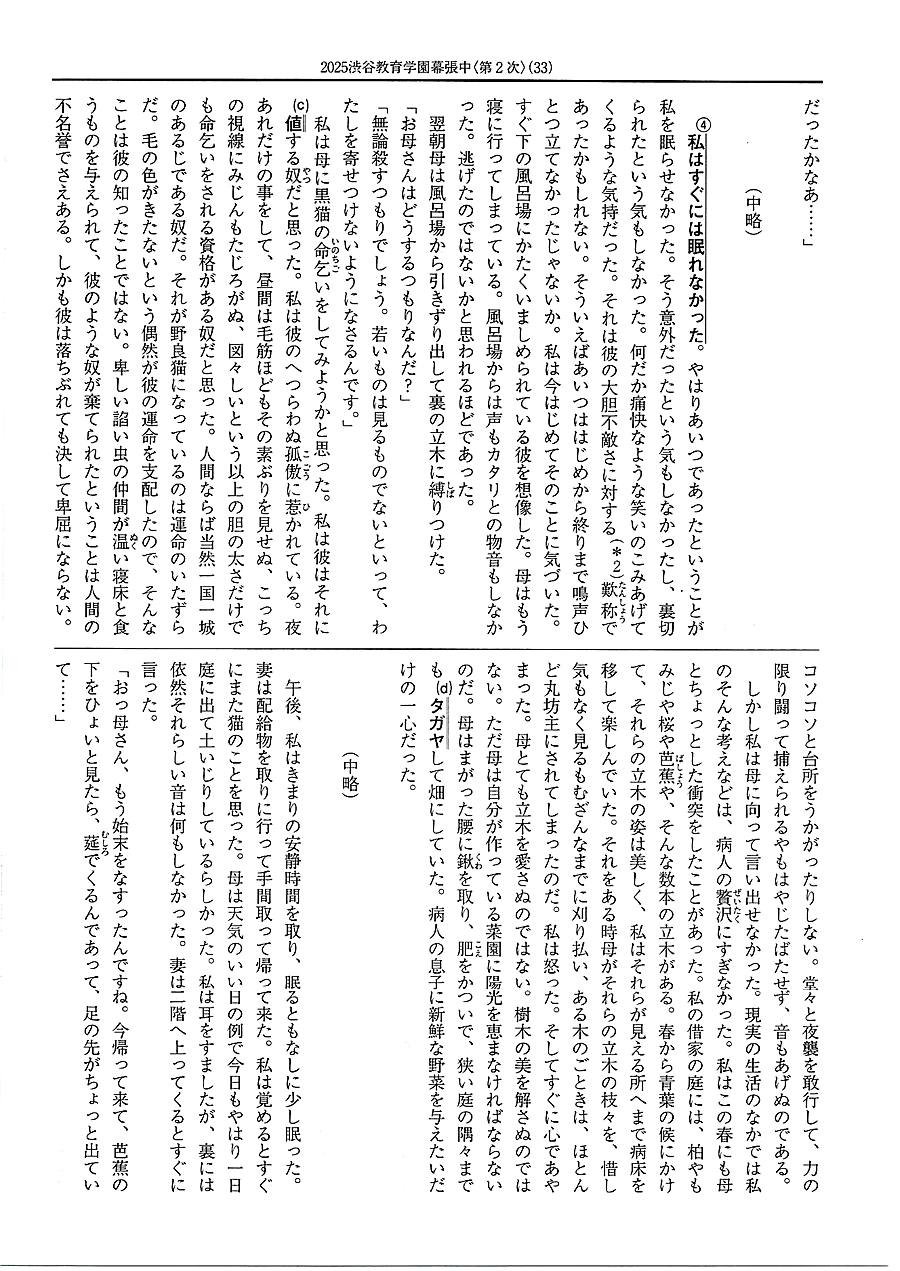 2025渋谷教育学園幕張中〈第2次〉(33)
だったかなあ……」
（中略）
④私はすぐには眠れなかった。やはりあいつであったということが
私を眠らせなかった。そう意外だったという気もしなかったし、裏切
られたという気もしなかった。何だか痛快なような笑いのこみあげて
くるような気持だった。それは彼の大胆不敵さに対する(＊2)歎称で
あったかもしれない。そういえばあいつははじめから終りまで鳴声ひ
とつ立てなかったじゃないか。私は今はじめてそのことに気づいた。
すぐ下の風呂場にかたくいましめられている彼を想像した。母はもう
寝に行ってしまっている。風呂場からは声もカタリとの物音もしなか
った。逃げたのではないかと思われるほどであった。
翌朝母は風呂場から引きずり出して裏の立木に縛りつけた。
「お母さんはどうするつもりなんだ？」
「無論殺すつもりでしょう。若いものは見るものでないといって、わ
たしを寄せつけないようになさるんです。」
私は母に黒猫の命乞いをしてみようかと思った。私は彼はそれに
(c)値する奴だと思った。私は彼のへつらわぬ孤傲に惹かれている。夜
あれだけの事をして、昼間は毛筋ほどもその素ぶりを見せぬ、こっち
の視線にみじんもたじろがぬ、図々しいという以上の胆の太さだけで
も命乞いをされる資格がある奴だと思った。人間ならば当然一国一城
のあるじである奴だ。それが野良猫になっているのは運命のいたずら
だ。毛の色がきたないという偶然が彼の運命を支配したので、そんな
ことは彼の知ったことではない。卑しい諂い虫の仲間が温い寝床と食
うものを与えられて、彼のような奴が棄てられたということは人間の
不名誉でさえある。しかも彼は落ちぶれても決して卑屈にならない。
コソコソと台所をうかがったりしない。堂々と夜襲を敢行して、力の
限り闘って捕えられるやもはやじたばたせず、音もあげぬのである。
しかし私は母に向って言い出せなかった。現実の生活のなかでは私
のそんな考えなどは、病人の贅沢にすぎなかった。私はこの春にも母
とちょっとした衝突をしたことがあった。私の借家の庭には、柏やも
みじや桜や芭蕉や、そんな数本の立木がある。春から青葉の候にかけ
て、それらの立木の姿は美しく、私はそれらが見える所へまで病床を
移して楽しんでいた。それをある時母がそれらの立木の枝々を、惜し
気もなく見るもむざんなまでに刈り払い、ある木のごときは、ほとん
ど丸坊主にされてしまったのだ。私は怒った。そしてすぐに心であや
まった。母とても立木を愛さぬのではない。樹木の美を解さぬのでは
ない。ただ母は自分が作っている菜園に陽光を恵まなければならない
のだ。母はまがった腰に鍬を取り、肥をかついで、狭い庭の隅々まで
も(d)タガヤして畑にしていた。病人の息子に新鮮な野菜を与えたいだ
けの一心だった。
（中略）
午後、私はきまりの安静時間を取り、眠るともなしに少し眠った。
妻は配給物を取りに行って手間取って帰って来た。私は覚めるとすぐ
にまた猫のことを思った。母は天気のいい日の例で今日もやはり一日
庭に出て土いじりしているらしかった。私は耳をすましたが、裏には
依然それらしい音は何もしなかった。妻は二階へ上ってくるとすぐに
言った。
「おっ母さん、もう始末をなすったんですね。今帰って来て、芭蕉の
下をひょいと見たら、莚でくるんであって、足の先がちょっと出てい
て……」